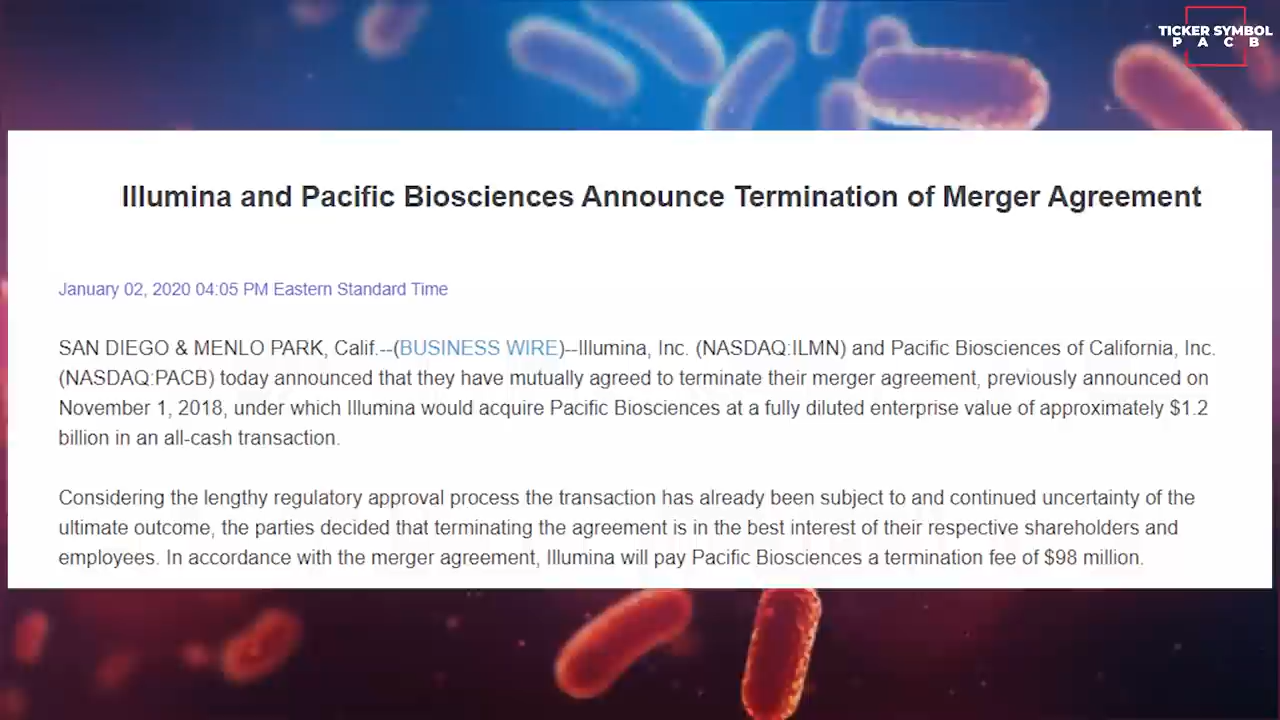 TICKER SYMBOL
P A C B
Illumina and Pacific Biosciences Announce Termination of Merger Agreement
January 02, 2020 04:05 PM Eastern Standard Time
SAN DIEGO & MENLO PARK, Calif.--(BUSINESS WIRE)--Illumina, Inc. (NASDAQ:ILMN) and Pacific Biosciences of California, Inc.
(NASDAQ:PACB) today announced that they have mutually agreed to terminate their merger agreement, previously announced on
November 1, 2018, under which Illumina would acquire Pacific Biosciences at a fully diluted enterprise value of approximately $1.2
billion in an all-cash transaction.
Considering the lengthy regulatory approval process the transaction has already been subject to and continued uncertainty of the
ultimate outcome, the parties decided that terminating the agreement is in the best interest of their respective shareholders and
employees. In accordance with the merger agreement, Illumina will pay Pacific Biosciences a termination fee of $98 million.